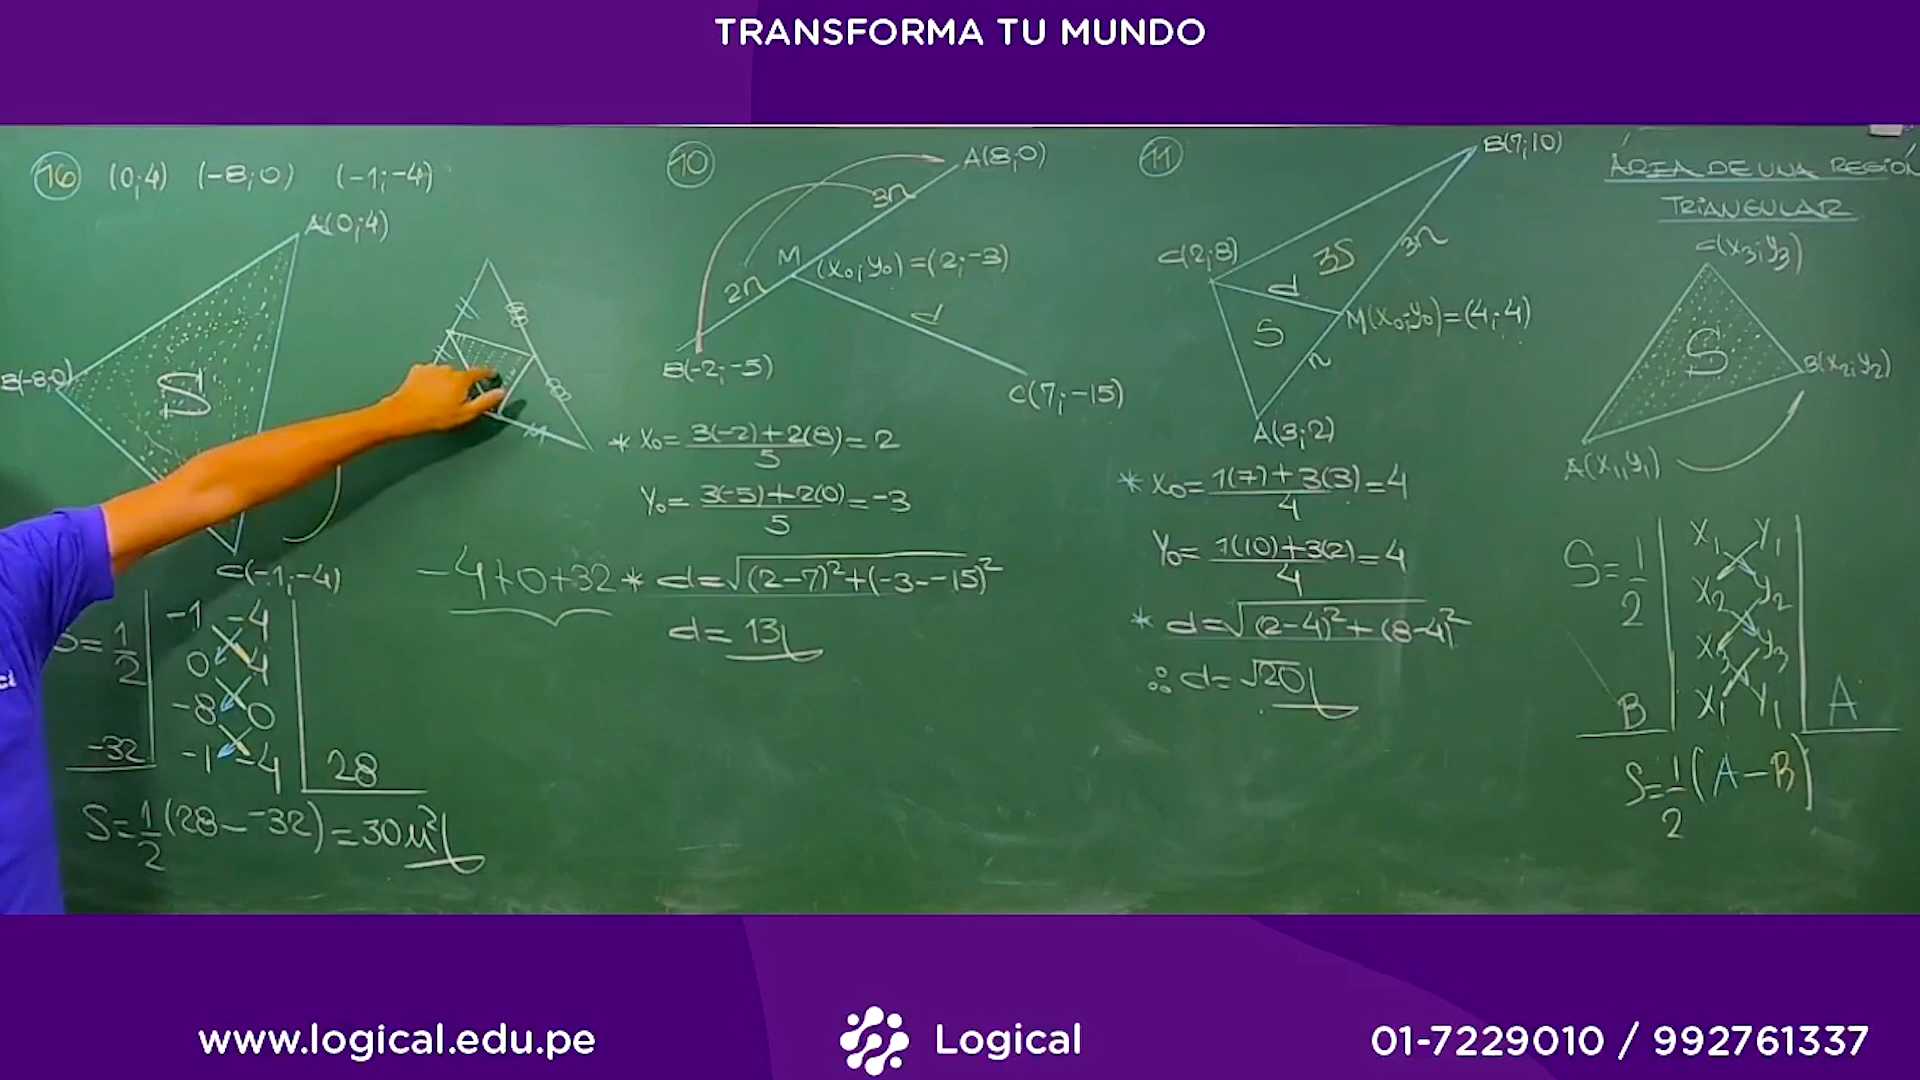 TRANSFORMA TU MUNDO
16 (0;4) (-8;0) (-1;-4)
A(0;4)
B(-8;0)
S
C(-1;-4)
-4+0+32
S=1/2
-1 -4
0 4
-8 0
-1 -4
-32
28
S=1/2(28--32)=30μ²
10
A(8;0)
3n
M (x₀;y₀)=(2;-3)
2n
d
B(-2;-5)
C(7;-15)
* X₀=3(-2)+2(8)/5=2
Y₀=3(-5)+2(0)/5=-3
* d=√(2-7)²+(-3--15)²
d=13
11
B(7;10)
C(2;8)
3S
3n
d
M(x₀;y₀)=(4;4)
S
n
A(3;2)
* X₀=1(7)+3(3)/4=4
Y₀=1(10)+3(2)/4=4
* d=√(2-4)²+(8-4)²
∴ d=√20
ÁREA DE UNA REGIÓN
TRIANGULAR
C(x₃;y₃)
S
B(x₂;y₂)
A(x₁;y₁)
S=1/2
X₁ Y₁
X₂ Y₂
X₃ Y₃
X₁ Y₁
B
A
S=1/2(A-B)
www.logical.edu.pe
Logical
01-7229010 / 992761337